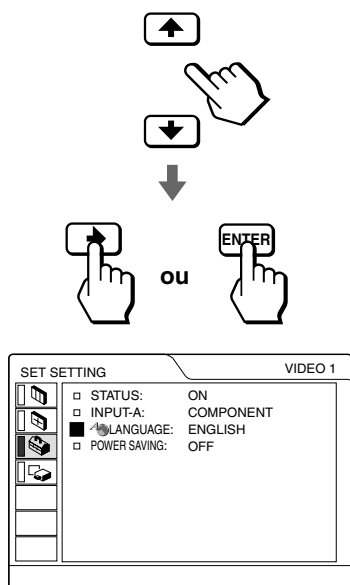 ENTER
ou
SET SETTING VIDEO 1
STATUS: ON
INPUT-A: COMPONENT
LANGUAGE: ENGLISH
POWER SAVING: OFF